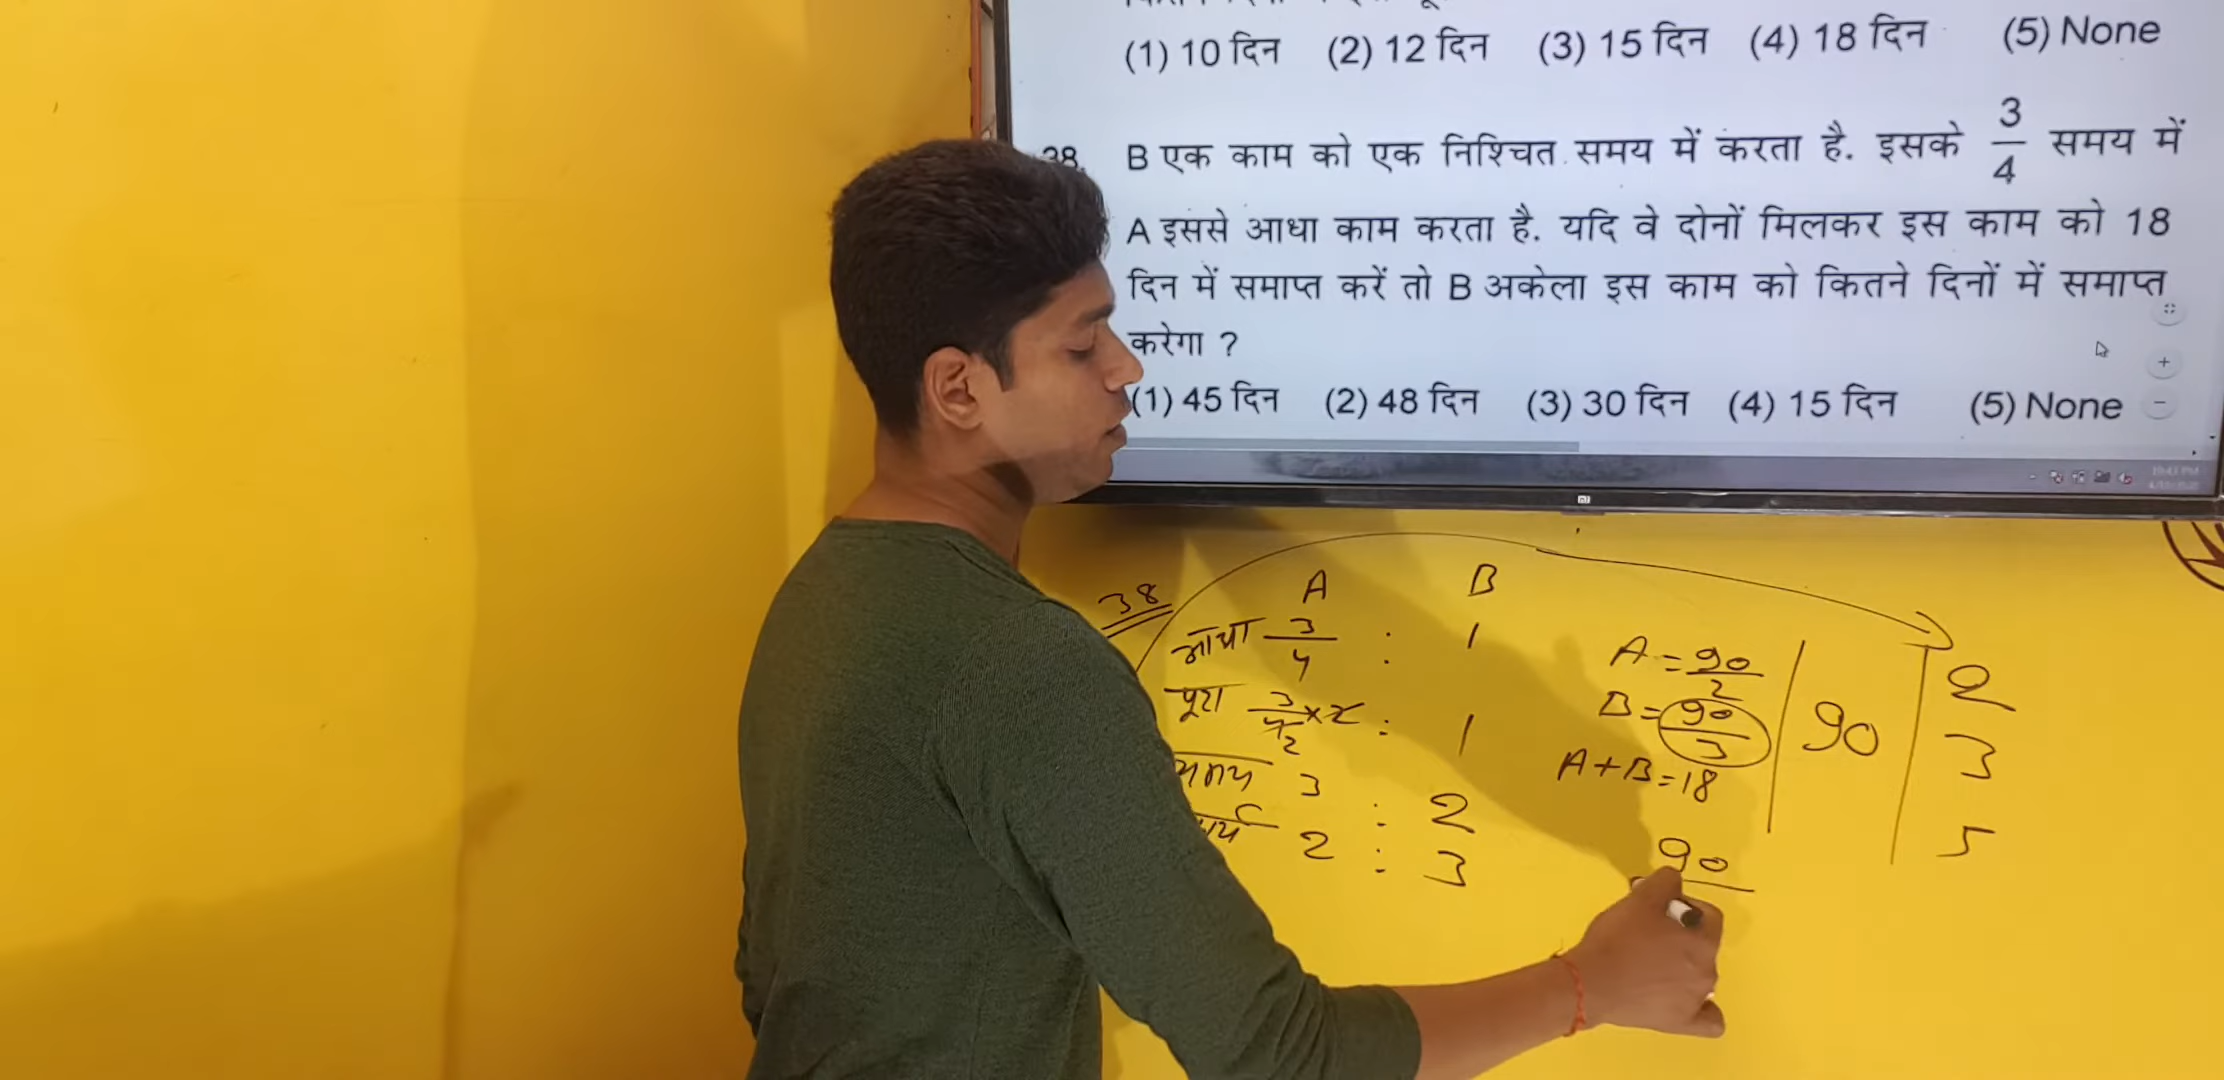 (1) 10 दिन (2) 12 दिन (3) 15 दिन (4) 18 दिन (5) None
38. B एक काम को एक निश्चित समय में करता है. इसके 3/4 समय में
A इससे आधा काम करता है. यदि वे दोनों मिलकर इस काम को 18
दिन में समाप्त करें तो B अकेला इस काम को कितने दिनों में समाप्त
करेगा ?
(1) 45 दिन (2) 48 दिन (3) 30 दिन (4) 15 दिन (5) None
38
A B
आधा 3/4 : 1
पूरा 3/4 × 2 : 1
2
समय 3 : 2
2 : 3
A = 90/2
B = 90/3
A + B = 18
90
90
2
3
5